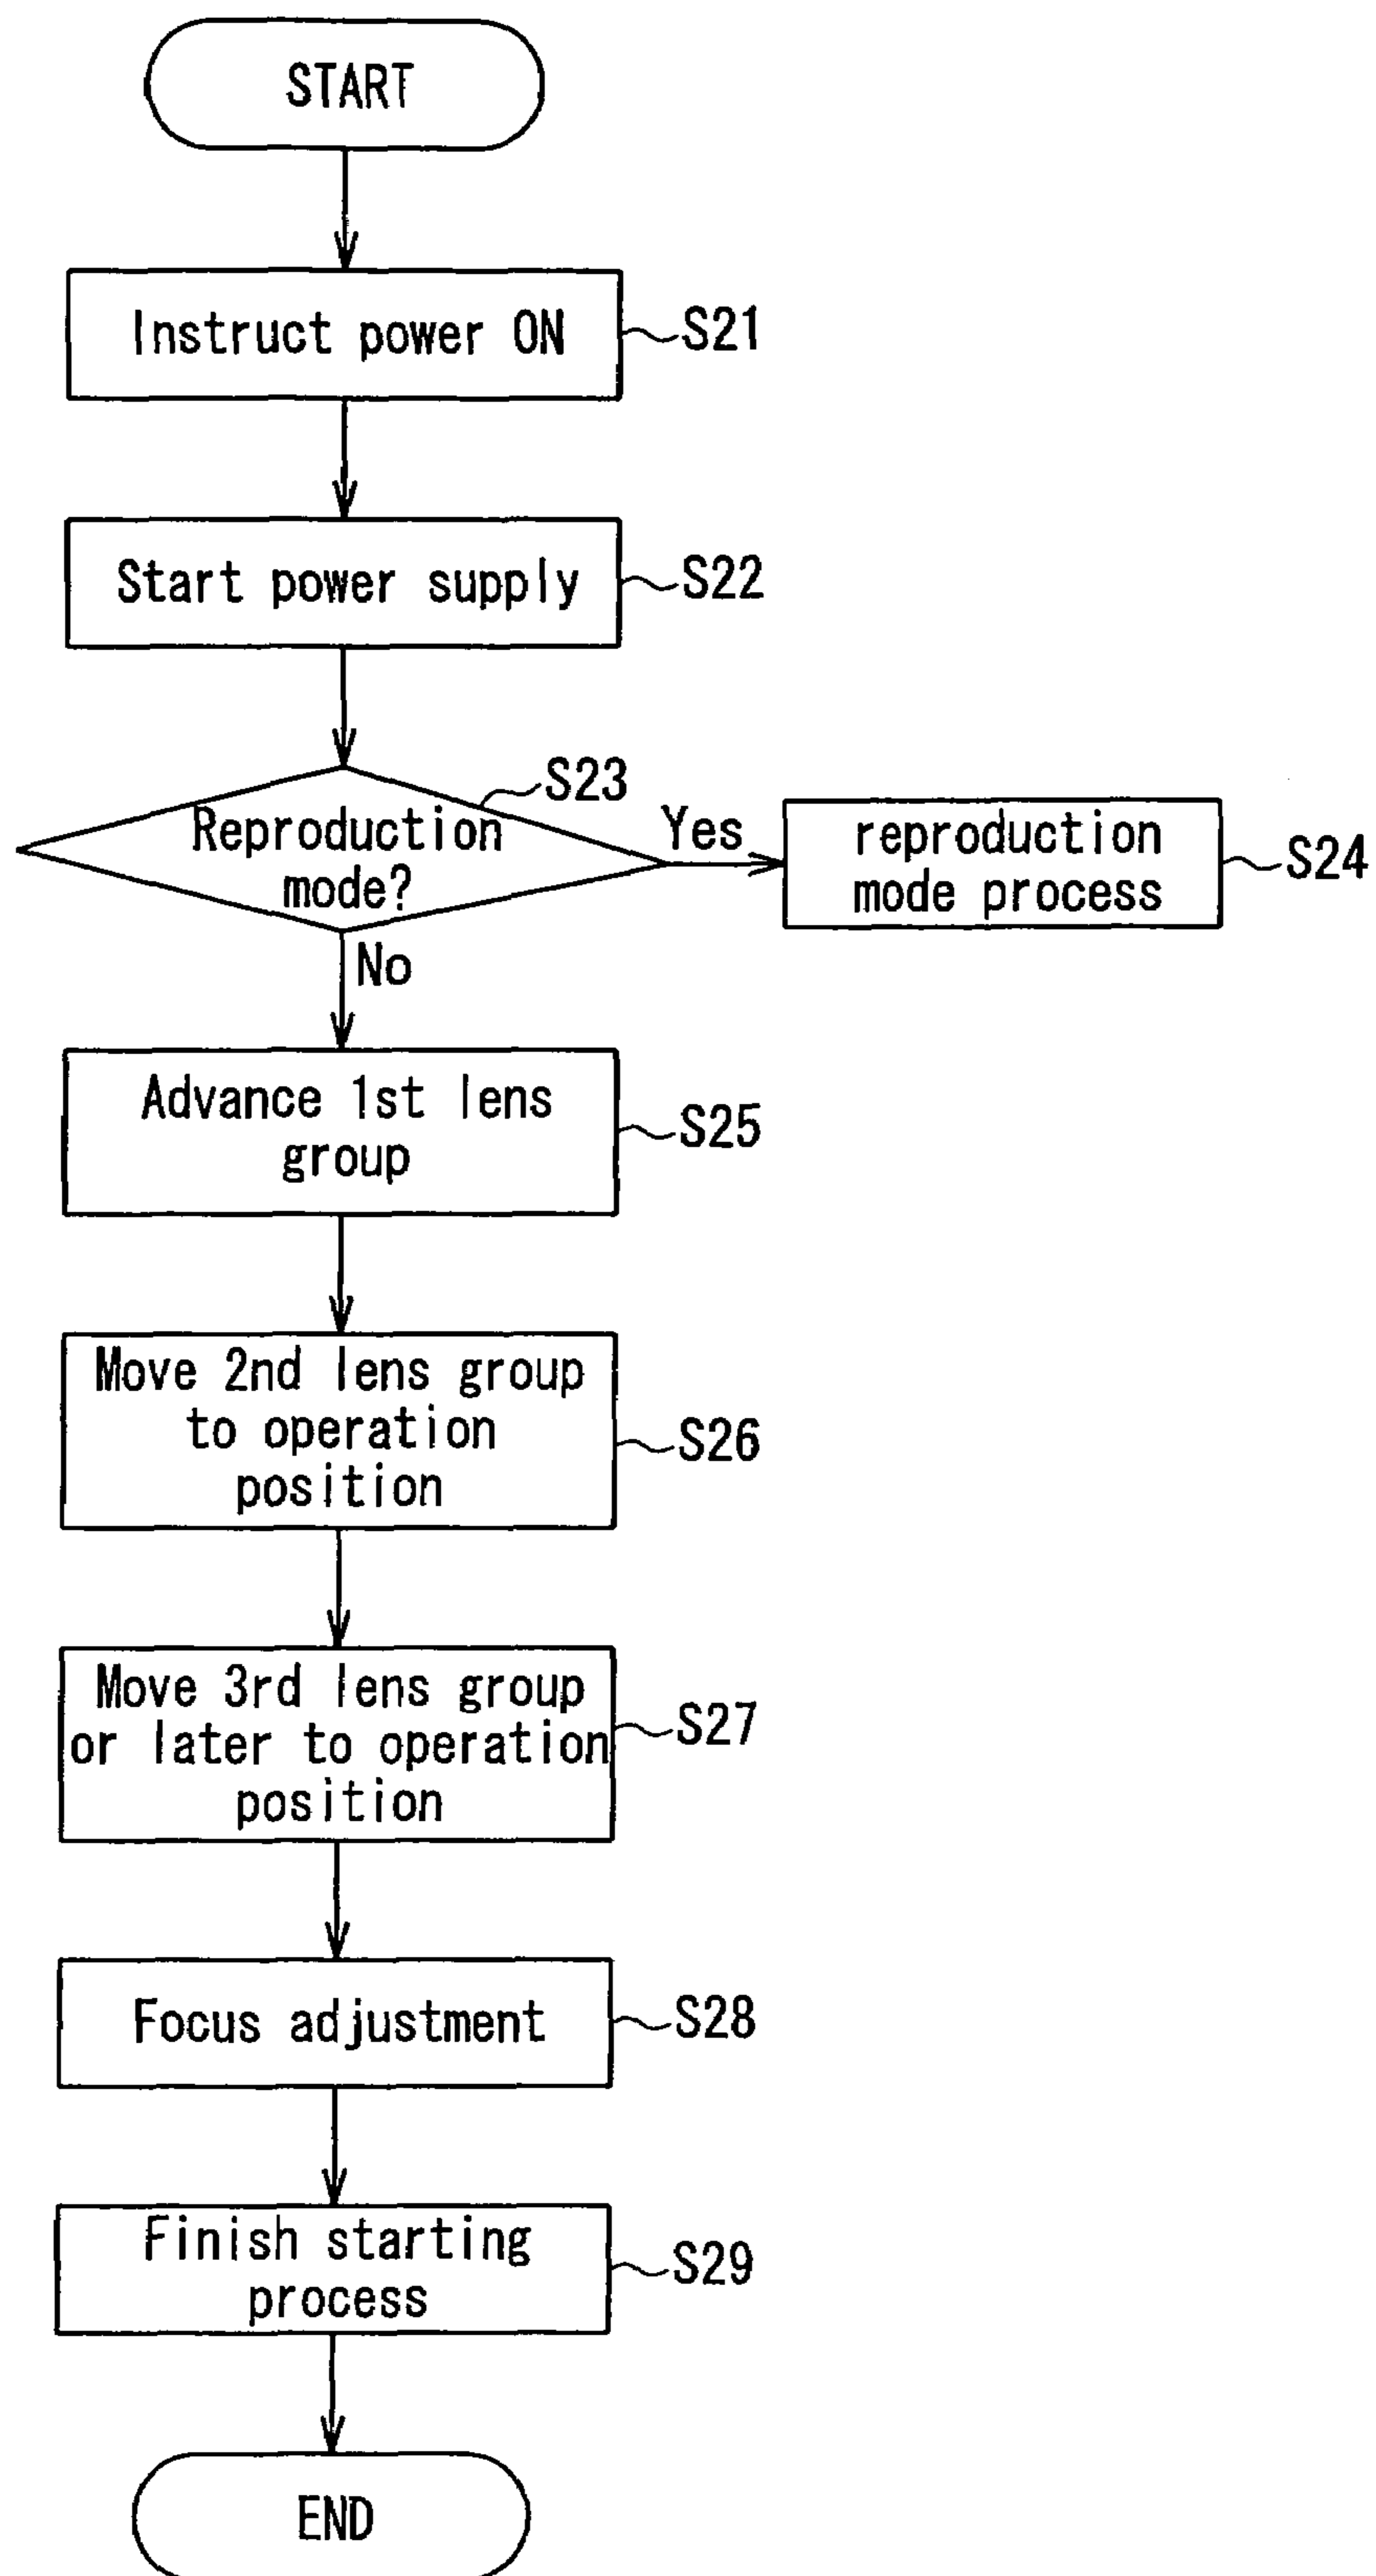 START
Instruct power ON
S21
Start power supply
S22
S23
Reproduction
mode?
Yes
reproduction
mode process
S24
No
Advance 1st lens
group
S25
Move 2nd lens group
to operation
position
S26
Move 3rd lens group
or later to operation
position
S27
Focus adjustment
S28
Finish starting
process
S29
END